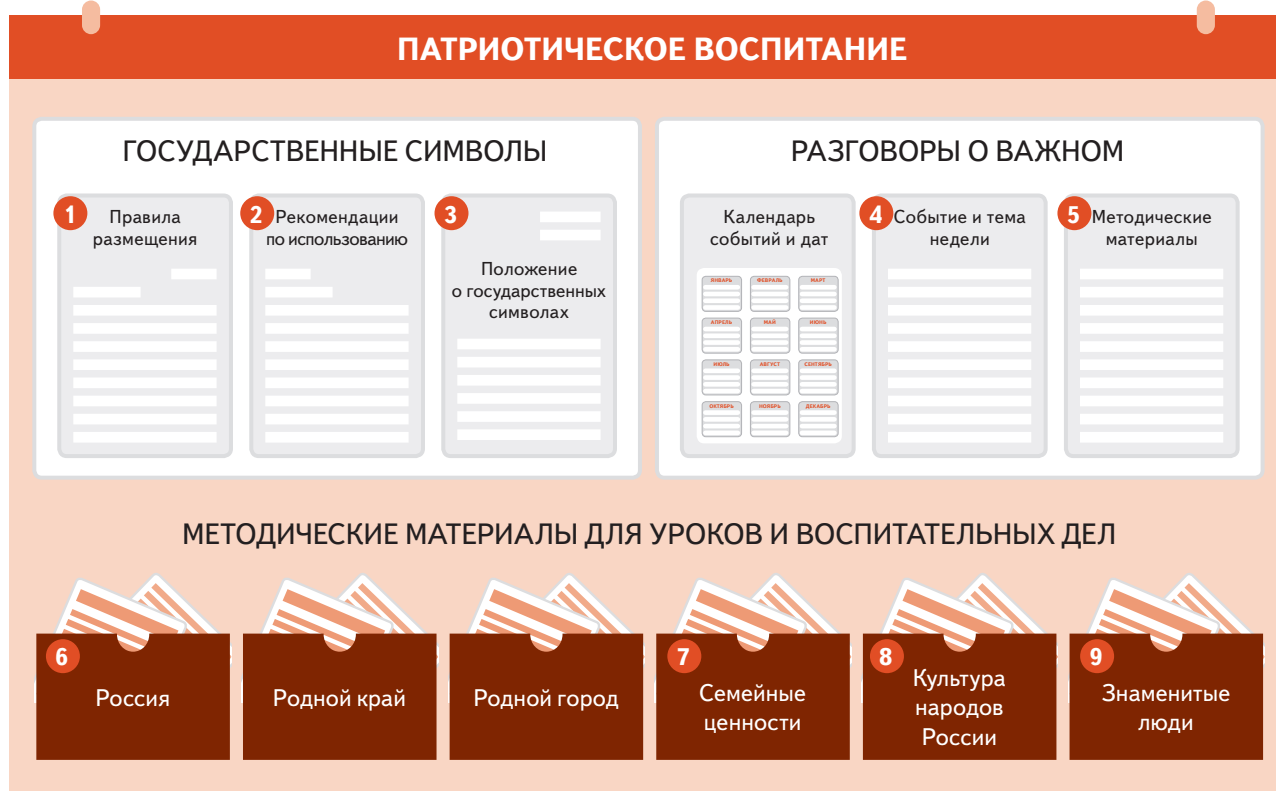 ПАТРИОТИЧЕСКОЕ ВОСПИТАНИЕ
ГОСУДАРСТВЕННЫЕ СИМВОЛЫ
1
Правила
размещения
2
Рекомендации
по использованию
3
Положение
о государственных
символах
РАЗГОВОРЫ О ВАЖНОМ
Календарь
событий и дат
ЯНВАРЬ ФЕВРАЛЬ МАРТ
АПРЕЛЬ МАЙ ИЮНЬ
ИЮЛЬ АВГУСТ СЕНТЯБРЬ
ОКТЯБРЬ НОЯБРЬ ДЕКАБРЬ
4
Событие и тема
недели
5
Методические
материалы
МЕТОДИЧЕСКИЕ МАТЕРИАЛЫ ДЛЯ УРОКОВ И ВОСПИТАТЕЛЬНЫХ ДЕЛ
6
Россия
Родной край
Родной город
7
Семейные
ценности
8
Культура
народов
России
9
Знаменитые
люди